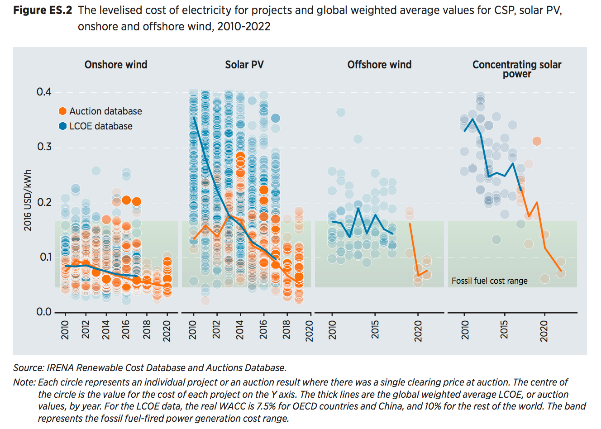 Figure ES.2 The levelised cost of electricity for projects and global weighted average values for CSP, solar PV,
onshore and offshore wind, 2010-2022
Onshore wind
Solar PV
Offshore wind
Concentrating solar
power
0.4
Auction database
LCOE database
0.3
2016 USD/kWh
0.2
0.1
Fossil fuel cost range
0.0
2010 2012 2014 2016 2018 2020
2010 2012 2014 2016 2018 2020
2010 2015 2020
2010 2015 2020
Source: IRENA Renewable Cost Database and Auctions Database.
Note: Each circle represents an individual project or an auction result where there was a single clearing price at auction. The centre of
the circle is the value for the cost of each project on the Y axis. The thick lines are the global weighted average LCOE, or auction
values, by year. For the LCOE data, the real WACC is 7.5% for OECD countries and China, and 10% for the rest of the world. The band
represents the fossil fuel-fired power generation cost range.